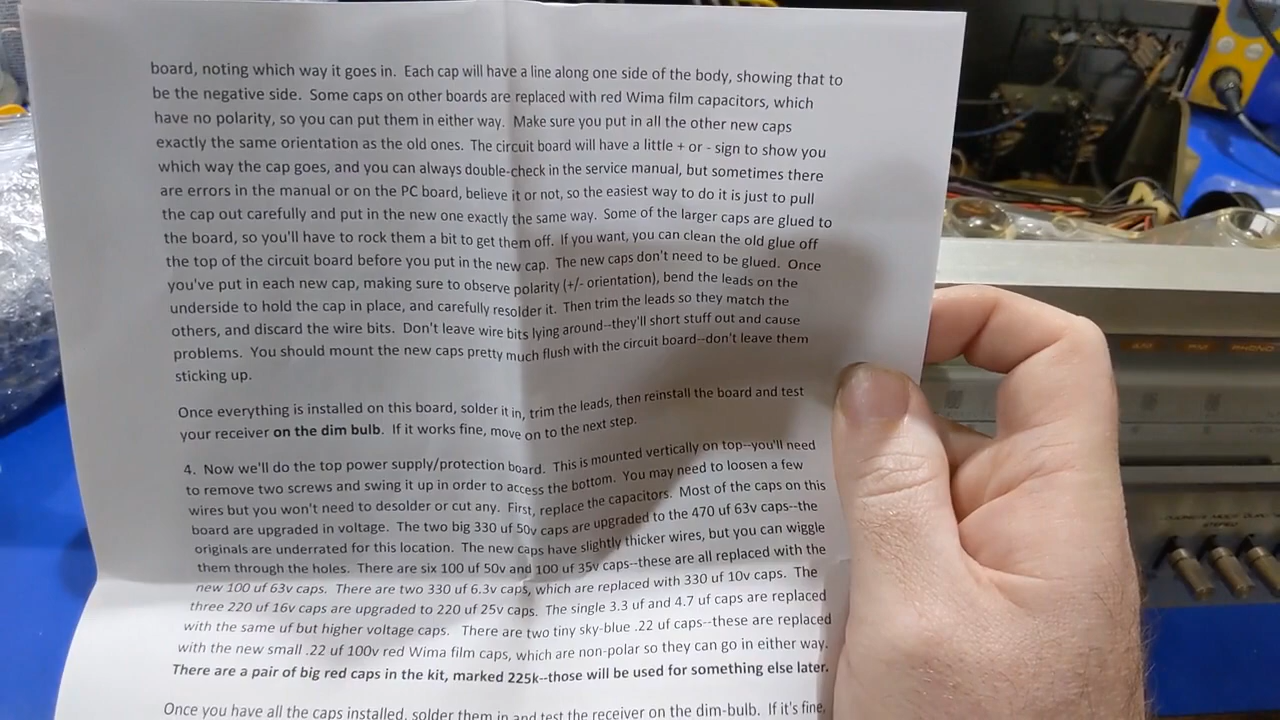 board, noting which way it goes in. Each cap will have a line along one side of the body, showing that to
be the negative side. Some caps on other boards are replaced with red Wima film capacitors, which
have no polarity, so you can put them in either way. Make sure you put in all the other new caps
exactly the same orientation as the old ones. The circuit board will have a little + or - sign to show you
which way the cap goes, and you can always double-check in the service manual, but sometimes there
are errors in the manual or on the PC board, believe it or not, so the easiest way to do it is just to pull
the cap out carefully and put in the new one exactly the same way. Some of the larger caps are glued to
the board, so you'll have to rock them a bit to get them off. If you want, you can clean the old glue off
the top of the circuit board before you put in the new cap. The new caps don't need to be glued. Once
you've put in each new cap, making sure to observe polarity (+/- orientation), bend the leads on the
underside to hold the cap in place, and carefully resolder it. Then trim the leads so they match the
others, and discard the wire bits. Don't leave wire bits lying around--they'll short stuff out and cause
problems. You should mount the new caps pretty much flush with the circuit board--don't leave them
sticking up.
Once everything is installed on this board, solder it in, trim the leads, then reinstall the board and test
your receiver on the dim bulb. If it works fine, move on to the next step.
4. Now we'll do the top power supply/protection board. This is mounted vertically on top--you'll need
to remove two screws and swing it up in order to access the bottom. You may need to loosen a few
wires but you won't need to desolder or cut any. First, replace the capacitors. Most of the caps on this
board are upgraded in voltage. The two big 330 uf 50v caps are upgraded to the 470 uf 63v caps--the
originals are underrated for this location. The new caps have slightly thicker wires, but you can wiggle
them through the holes. There are six 100 uf 50v and 100 uf 35v caps--these are all replaced with the
new 100 uf 63v caps. There are two 330 uf 6.3v caps, which are replaced with 330 uf 10v caps. The
three 220 uf 16v caps are upgraded to 220 uf 25v caps. The single 3.3 uf and 4.7 uf caps are replaced
with the same uf but higher voltage caps. There are two tiny sky-blue .22 uf caps--these are replaced
with the new small .22 uf 100v red Wima film caps, which are non-polar so they can go in either way.
There are a pair of big red caps in the kit, marked 225k--those will be used for something else later.
Once you have all the caps installed, solder them in and test the receiver on the dim-bulb. If it's fine,
PHONO
STEREO